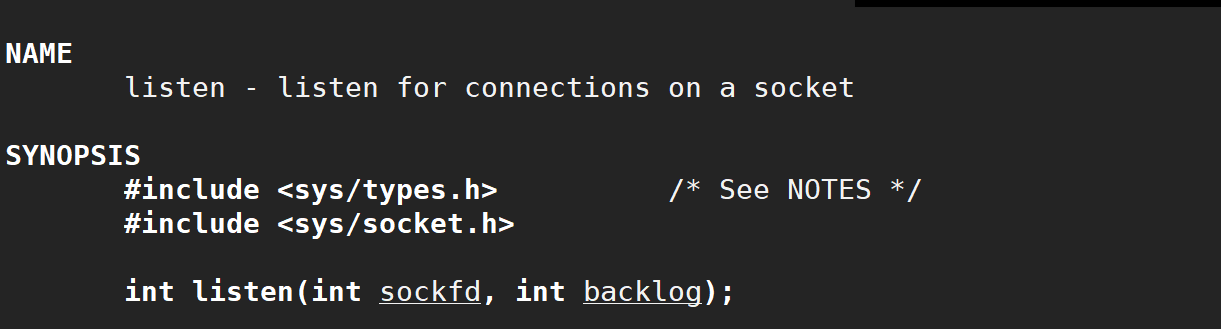 NAME
listen - listen for connections on a socket
SYNOPSIS
#include <sys/types.h> /* See NOTES */
#include <sys/socket.h>
int listen(int sockfd, int backlog);